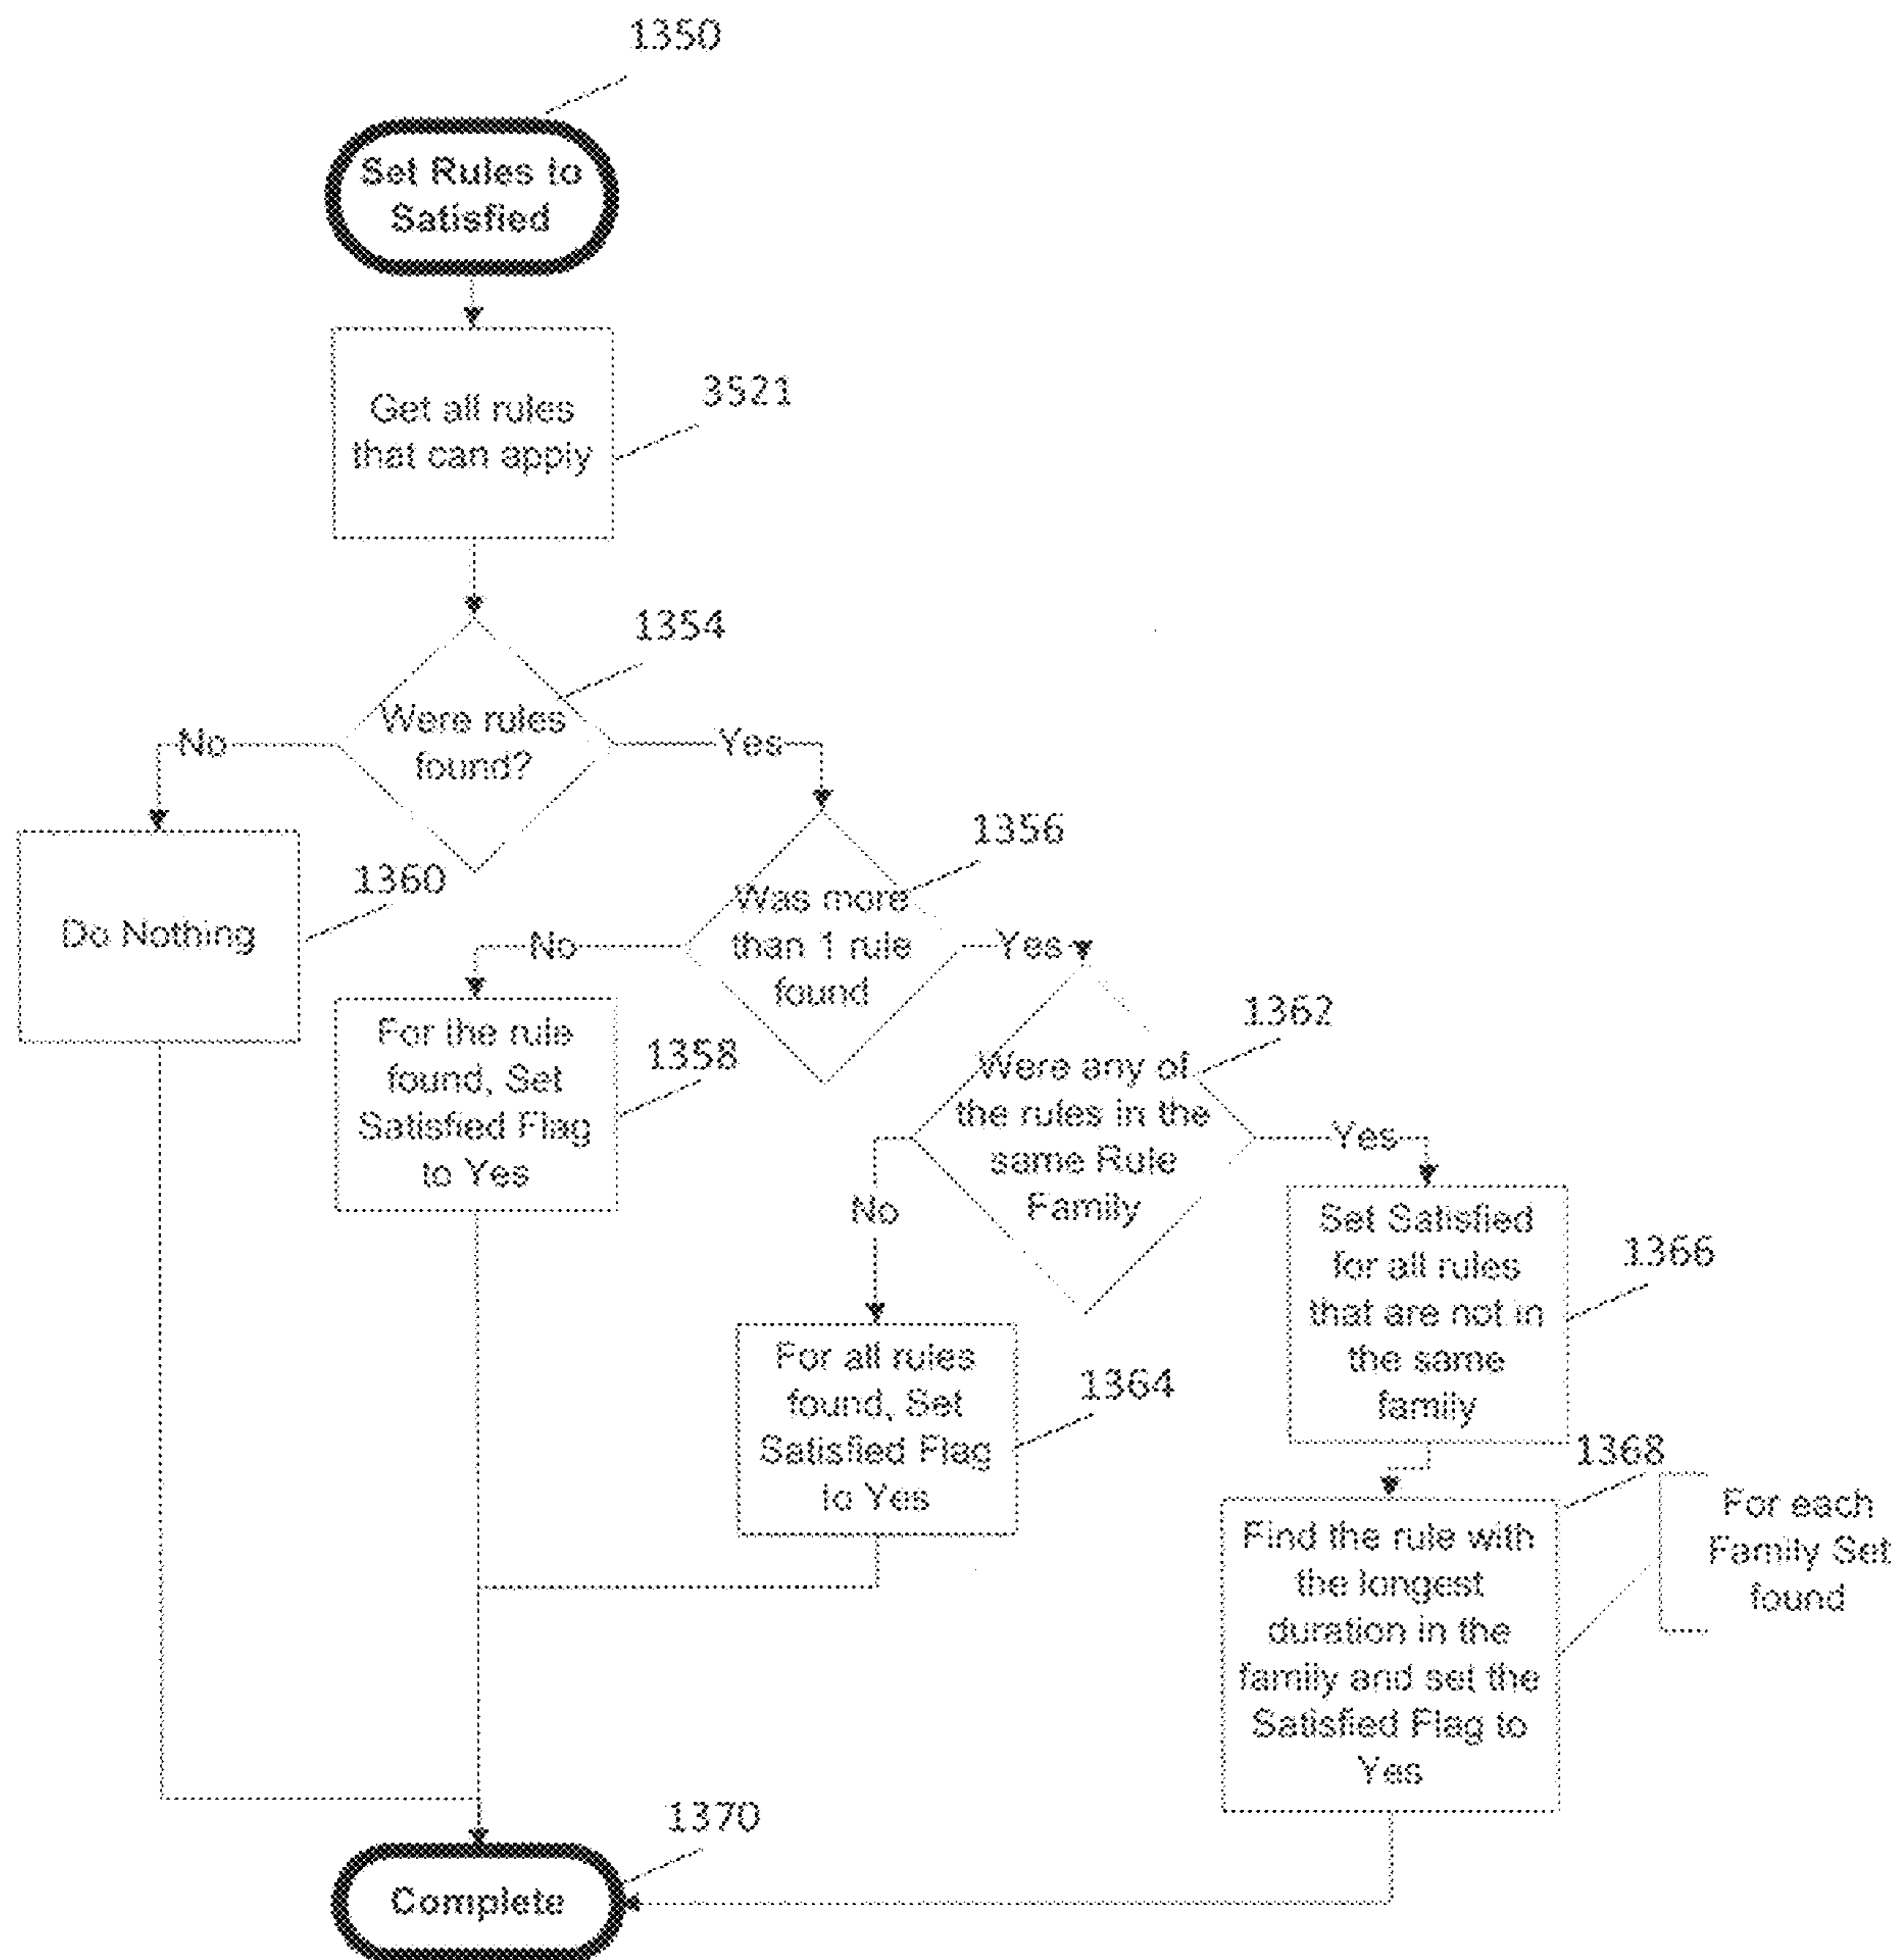 1350
Set Rules to
Satisfied
Get all rules
that can apply
3521
1354
Were rules
found?
No
Yes
1356
Was more
than 1 rule
found
No
Yes
1360
Do Nothing
1358
For the rule
found, Set
Satisfied Flag
to Yes
1362
Were any of
the rules in the
same Rule
Family
Yes
No
1366
Set Satisfied
for all rules
that are not in
the same
family
1364
For all rules
found, Set
Satisfied Flag
to Yes
1368
Find the rule with
the longest
duration in the
family and set the
Satisfied Flag to
Yes
For each
Family Set
found
1370
Complete